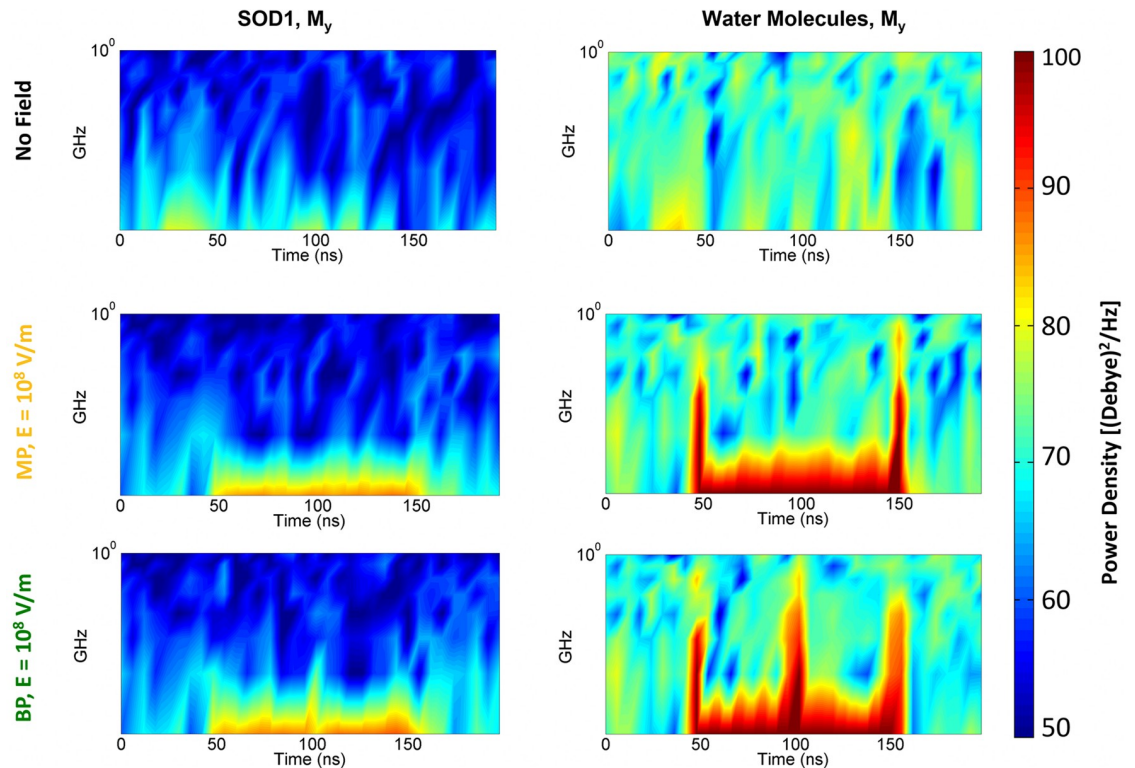 SOD1, My
Water Molecules, My
No Field
GHz
10⁰
0 50 100 150
Time (ns)
GHz
10⁰
0 50 100 150
Time (ns)
MP, E = 10⁸ V/m
GHz
10⁰
0 50 100 150
Time (ns)
GHz
10⁰
0 50 100 150
Time (ns)
BP, E = 10⁸ V/m
GHz
10⁰
0 50 100 150
Time (ns)
GHz
10⁰
0 50 100 150
Time (ns)
100
90
80
70
60
50
Power Density [(Debye)²/Hz]